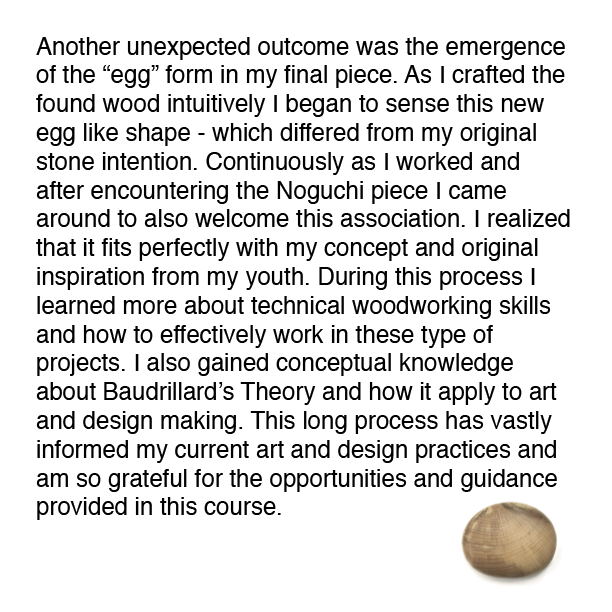 Another unexpected outcome was the emergence
of the “egg” form in my final piece. As I crafted the
found wood intuitively I began to sense this new
egg like shape - which differed from my original
stone intention. Continuously as I worked and
after encountering the Noguchi piece I came
around to also welcome this association. I realized
that it fits perfectly with my concept and original
inspiration from my youth. During this process I
learned more about technical woodworking skills
and how to effectively work in these type of
projects. I also gained conceptual knowledge
about Baudrillard’s Theory and how it apply to art
and design making. This long process has vastly
informed my current art and design practices and
am so grateful for the opportunities and guidance
provided in this course.